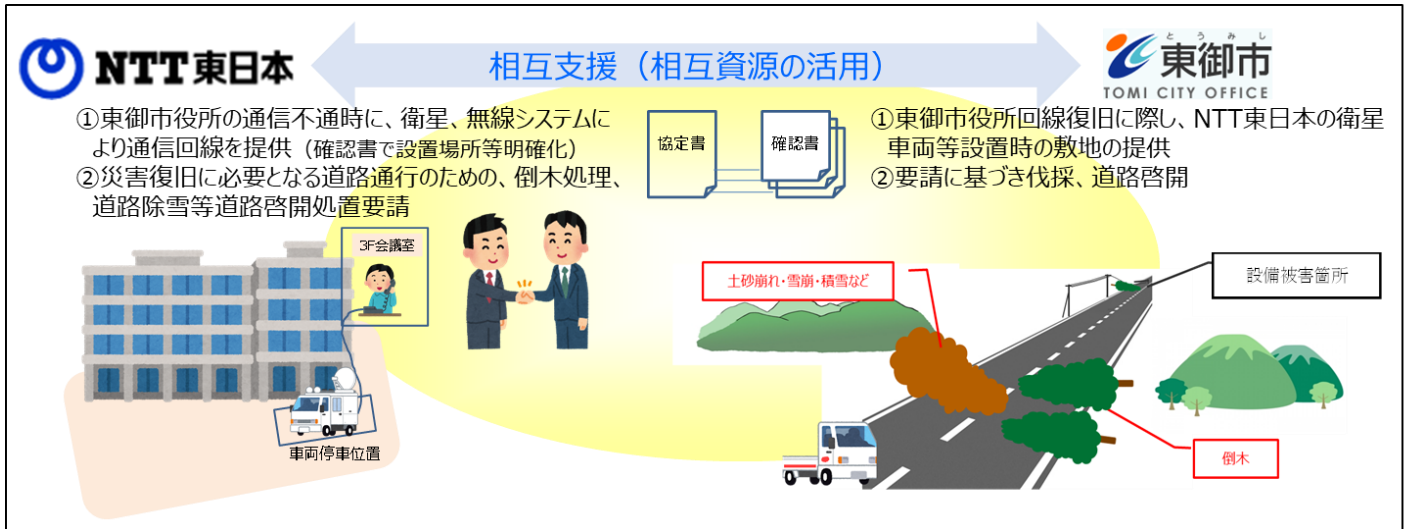 NTT東日本
相互支援（相互資源の活用）
とうみし
東御市
TOMI CITY OFFICE
①東御市役所の通信不通時に、衛星、無線システムに
より通信回線を提供（確認書で設置場所等明確化）
②災害復旧に必要となる道路通行のための、倒木処理、
道路除雪等道路啓開処置要請
協定書
確認書
①東御市役所回線復旧に際し、NTT東日本の衛星
車両等設置時の敷地の提供
②要請に基づき伐採、道路啓開
3F会議室
車両停車位置
土砂崩れ・雪崩・積雪など
設備被害箇所
倒木